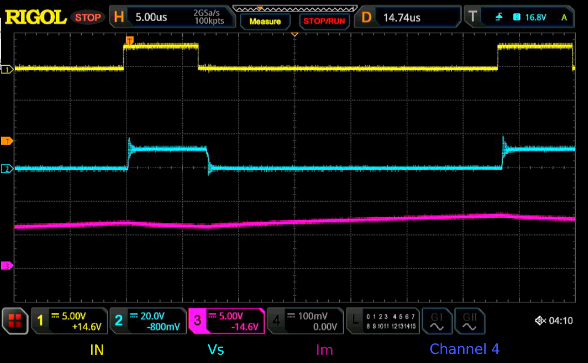 RIGOL STOP H 5.00us 2GSa/s 100kpts Measure STOP/RUN D 14.74us T 16.8V A
T
1
T
2
3
1 5.00V +14.6V 2 20.0V -800mV 3 5.00V -14.6V 4 100mV 0.00V L 0 1 2 3 4 5 6 7 8 9 10 11 12 13 14 15 GI GII 04:10
IN Vs Im Channel 4